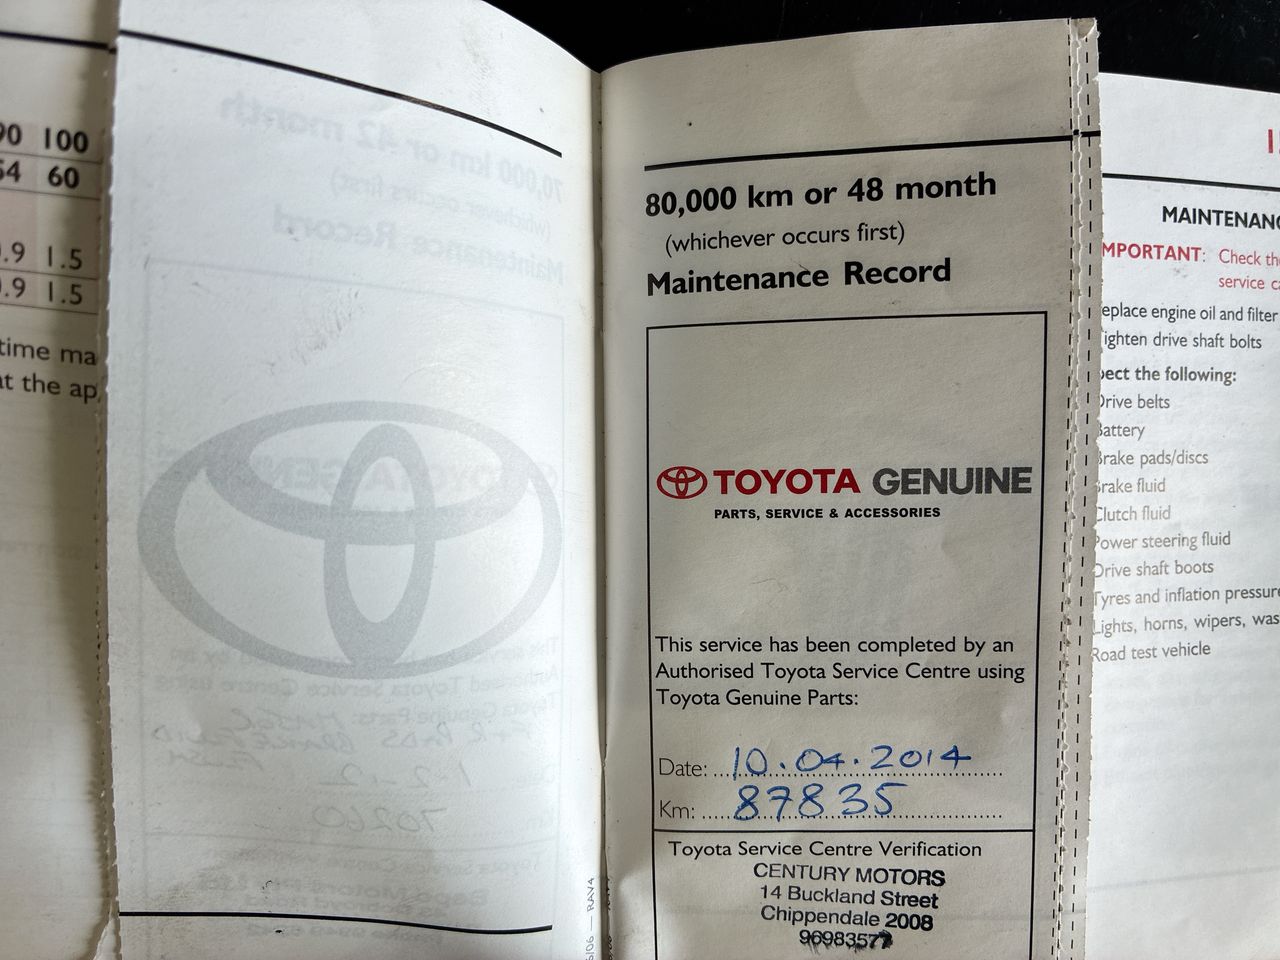 100
54 60
0.9 1.5
0.9 1.5
time ma
at the ap
80,000 km or 48 month
(whichever occurs first)
Maintenance Record
TOYOTA GENUINE
PARTS, SERVICE & ACCESSORIES
This service has been completed by an
Authorised Toyota Service Centre using
Toyota Genuine Parts:
Date: 10.04.2014
Km: 87835
Toyota Service Centre Verification
CENTURY MOTORS
14 Buckland Street
Chippendale 2008
RAV4
MAINTENANC
MPORTANT: Check the
service ca
eplace engine oil and filter
ighten drive shaft bolts
pect the following:
Drive belts
Battery
Brake pads/discs
Brake fluid
Clutch fluid
Power steering fluid
Drive shaft boots
Tyres and inflation pressure
Lights, horns, wipers, was
Road test vehicle